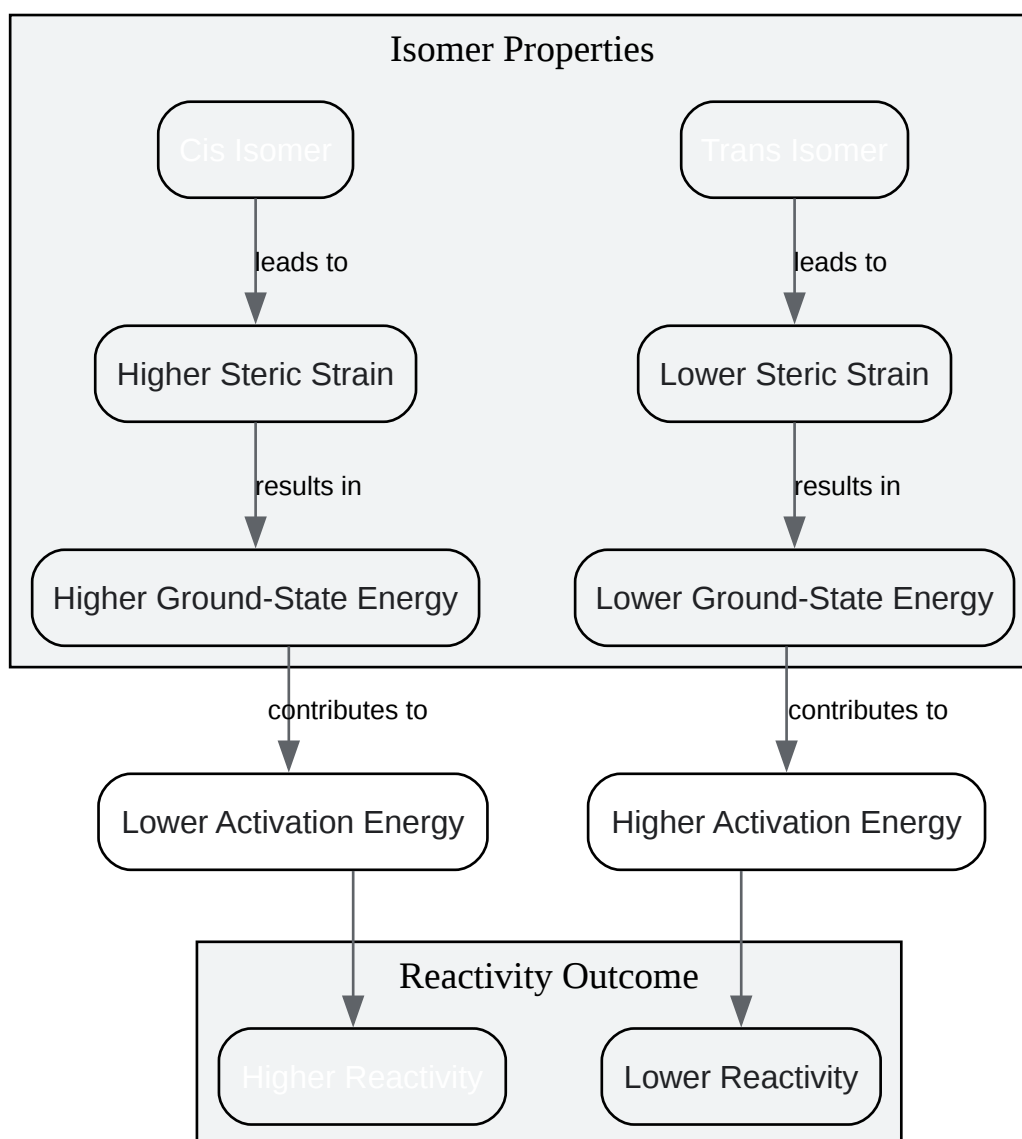 Isomer Properties
Cis Isomer
Trans Isomer
leads to
leads to
Higher Steric Strain
Lower Steric Strain
results in
results in
Higher Ground-State Energy
Lower Ground-State Energy
contributes to
contributes to
Lower Activation Energy
Higher Activation Energy
Reactivity Outcome
Higher Reactivity
Lower Reactivity